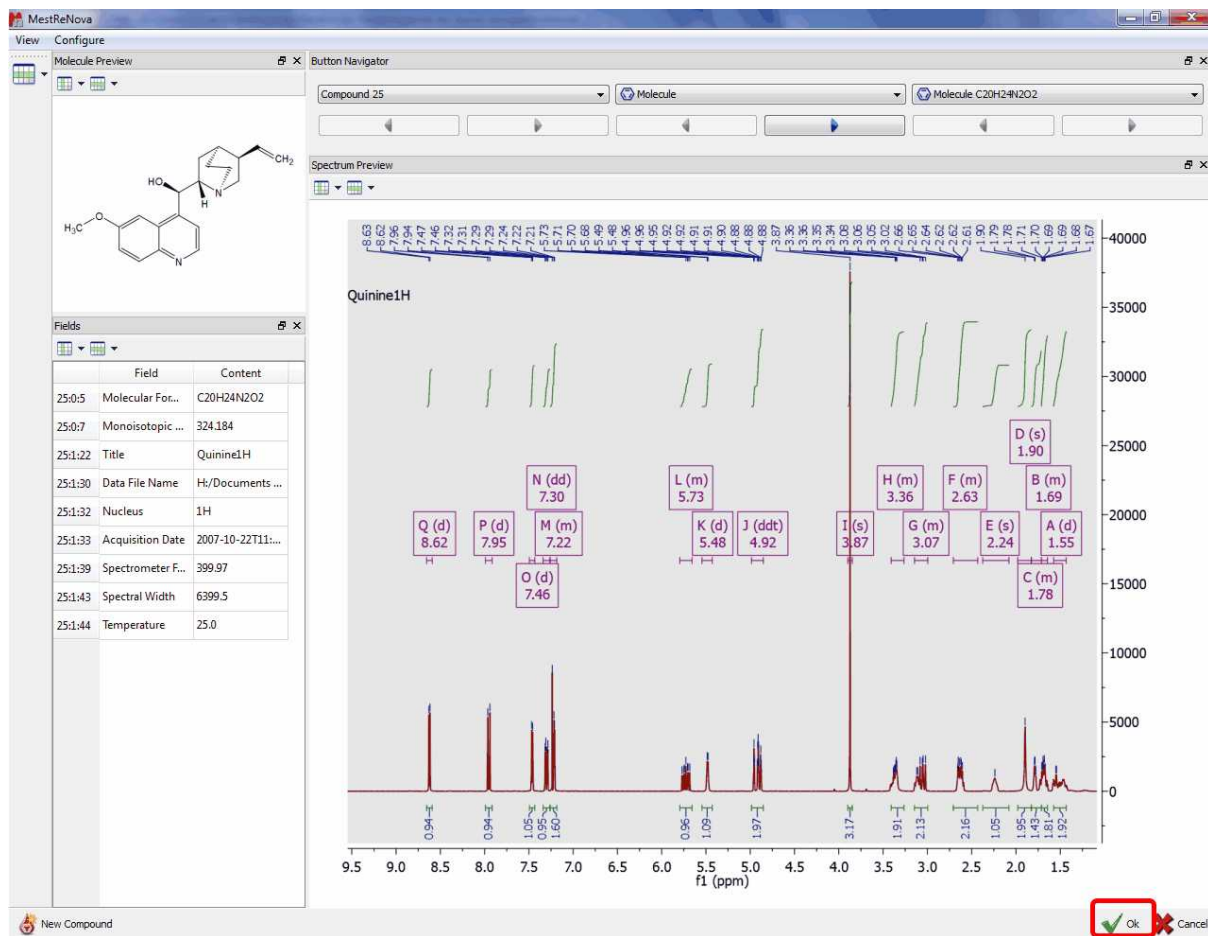 MestReNova
View Configure
Molecule Preview
CH2
HO
N
H
O
H3C
N
Fields
Field Content
25:0:5 Molecular For... C20H24N2O2
25:0:7 Monoisotopic ... 324.184
25:1:22 Title Quinine1H
25:1:30 Data File Name H:/Documents ...
25:1:32 Nucleus 1H
25:1:33 Acquisition Date 2007-10-22T11:...
25:1:39 Spectrometer F... 399.97
25:1:43 Spectral Width 6399.5
25:1:44 Temperature 25.0
Button Navigator
Compound 25 Molecule Molecule C20H24N2O2
Spectrum Preview
8.63 8.62 7.96 7.94 7.47 7.46 7.32 7.31 7.29 7.29 7.24 7.22 7.21 5.73 5.71 5.70 5.68 5.49 5.48 4.96 4.96 4.95 4.92 4.92 4.91 4.91 4.90 4.88 4.88 4.88 3.87 3.36 3.36 3.35 3.34 3.08 3.06 3.05 3.02 2.66 2.65 2.64 2.62 2.62 2.61 1.90 1.79 1.78 1.71 1.70 1.69 1.69 1.68 1.67
Quinine1H
40000
35000
30000
25000
20000
15000
10000
5000
0
D (s)
1.90
N (dd) L (m) H (m) F (m) B (m)
7.30 5.73 3.36 2.63 1.69
Q (d) P (d) M (m) K (d) J (ddt) I (s) G (m) E (s) A (d)
8.62 7.95 7.22 5.48 4.92 3.87 3.07 2.24 1.55
O (d) C (m)
7.46 1.78
0.94 0.94 1.05 0.95 1.60 0.96 1.09 1.97 3.17 1.91 2.13 2.16 1.05 1.95 1.43 1.81 1.92
9.5 9.0 8.5 8.0 7.5 7.0 6.5 6.0 5.5 5.0 4.5 4.0 3.5 3.0 2.5 2.0 1.5
f1 (ppm)
New Compound Ok Cancel